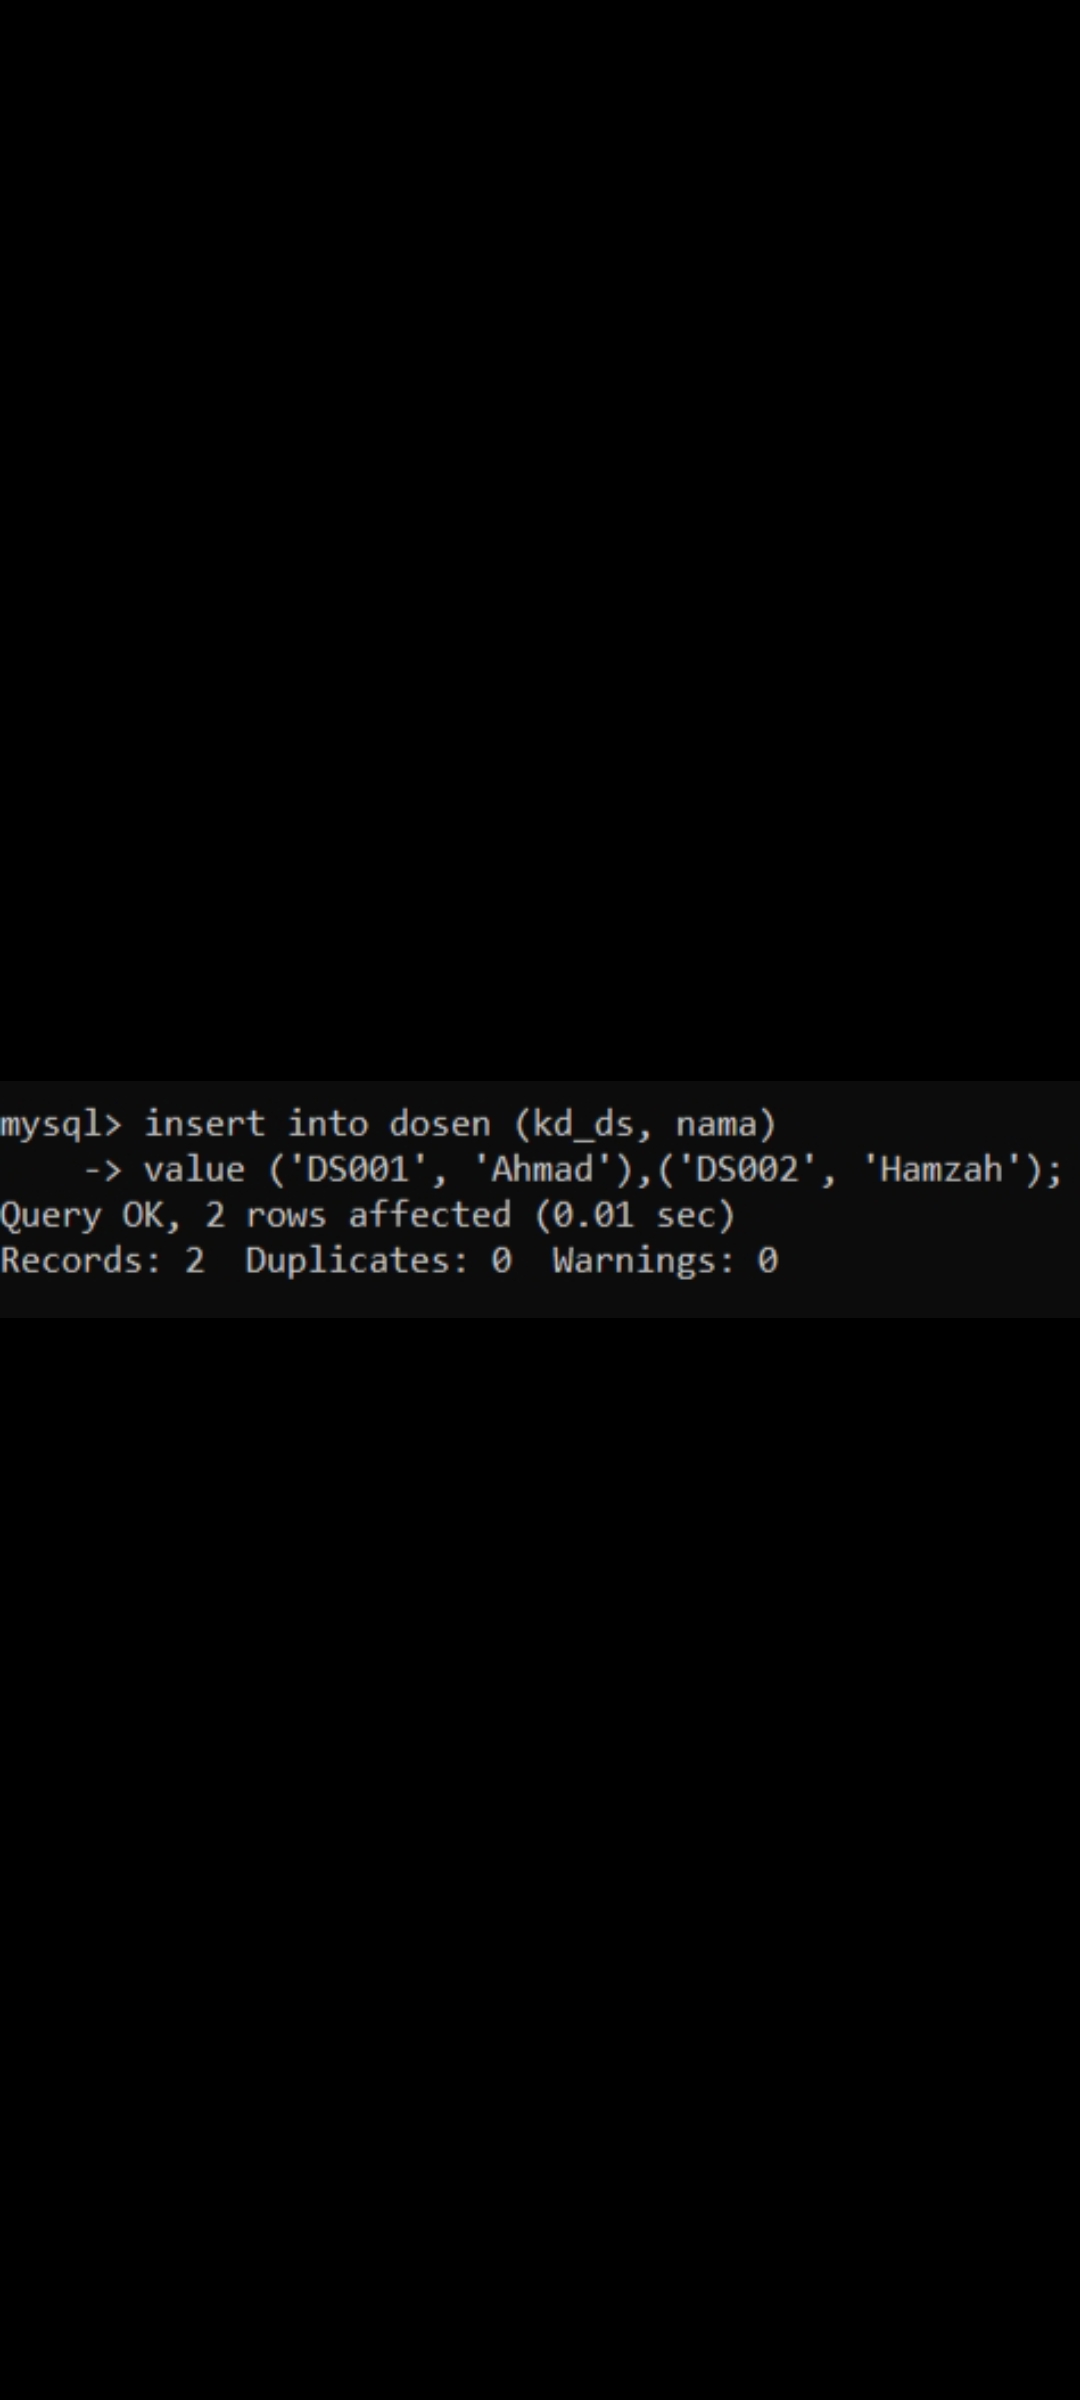 mysql> insert into dosen (kd_ds, nama)
    -> value ('DS001', 'Ahmad'),('DS002', 'Hamzah');
Query OK, 2 rows affected (0.01 sec)
Records: 2  Duplicates: 0  Warnings: 0